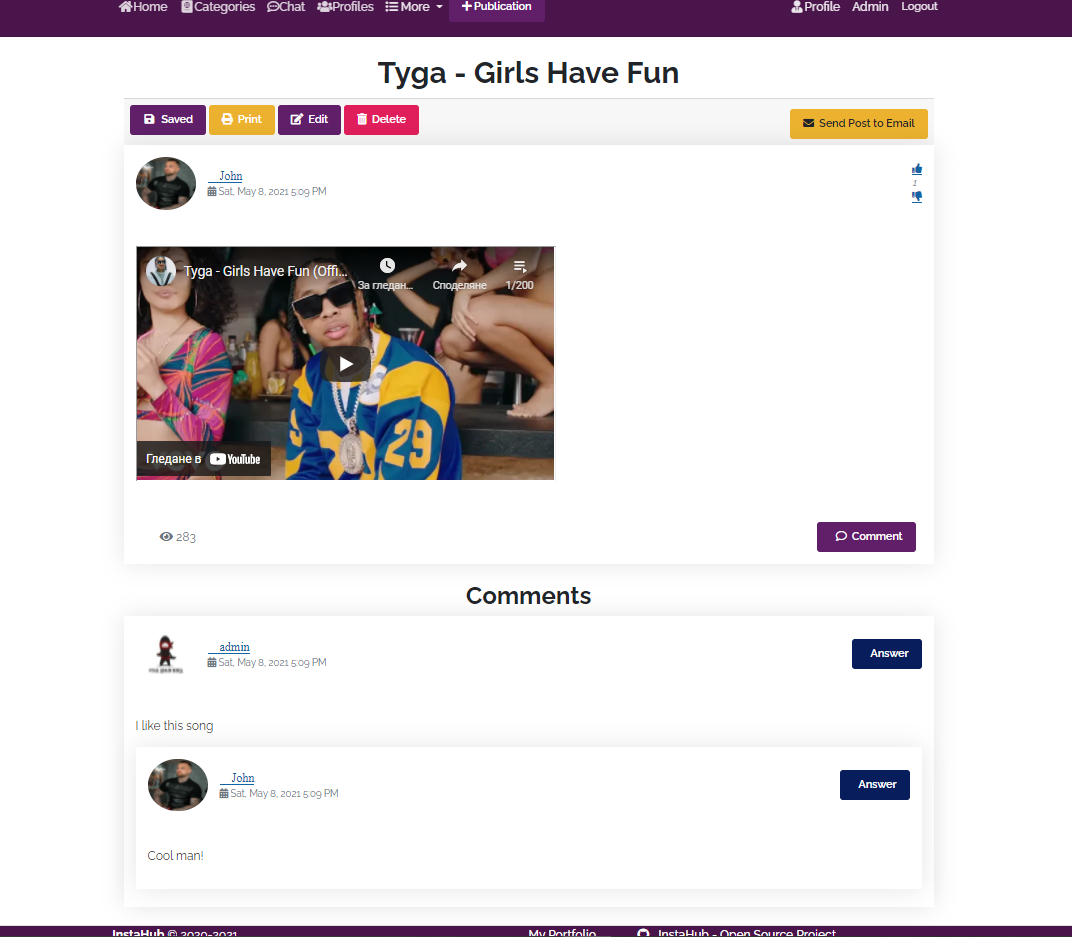 Home Categories Chat Profiles More Publication Profile Admin Logout
Tyga - Girls Have Fun
Saved Print Edit Delete Send Post to Email
John
Sat, May 8, 2021 5:09 PM
1
Tyga - Girls Have Fun (Offi...
За гледан... Споделяне 1/200
29
Гледане в YouTube
283
Comment
Comments
admin
Sat, May 8, 2021 5:09 PM
Answer
I like this song
John
Sat, May 8, 2021 5:09 PM
Answer
Cool man!
InstaHub © 2020-2021 My Portfolio InstaHub - Open Source Project